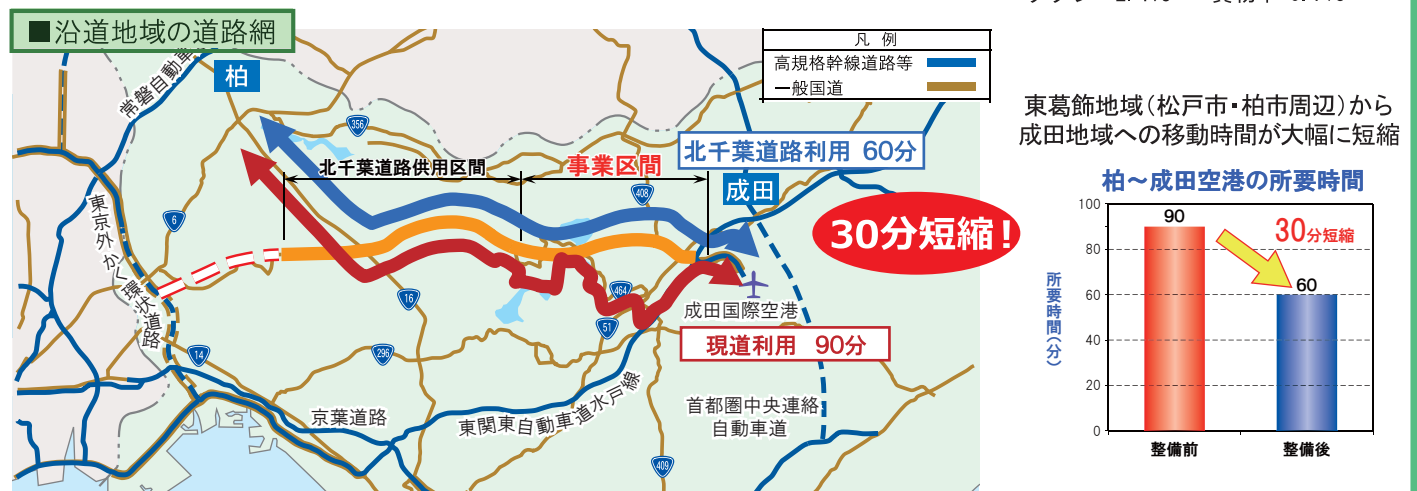 ■沿道地域の道路網
凡 例
高規格幹線道路等
一般国道
柏
常磐自動車
356
北千葉道路利用 60分
北千葉道路供用区間
事業区間
408
成田
6
30分短縮!
東京外かく環状道路
16
464
成田国際空港
51
現道利用 90分
14
296
京葉道路
東関東自動車道水戸線
首都圏中央連絡
自動車道
409
東葛飾地域(松戸市・柏市周辺)から
成田地域への移動時間が大幅に短縮
柏~成田空港の所要時間
所要時間(分)
100
80
60
40
20
0
90
30分短縮
60
整備前
整備後